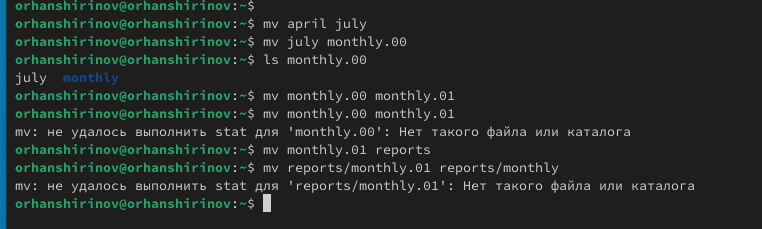 orhanshirinov@orhanshirinov:~$
orhanshirinov@orhanshirinov:~$ mv april july
orhanshirinov@orhanshirinov:~$ mv july monthly.00
orhanshirinov@orhanshirinov:~$ ls monthly.00
july monthly
orhanshirinov@orhanshirinov:~$ mv monthly.00 monthly.01
orhanshirinov@orhanshirinov:~$ mv monthly.00 monthly.01
mv: не удалось выполнить stat для 'monthly.00': Нет такого файла или каталога
orhanshirinov@orhanshirinov:~$ mv monthly.01 reports
orhanshirinov@orhanshirinov:~$ mv reports/monthly.01 reports/monthly
mv: не удалось выполнить stat для 'reports/monthly.01': Нет такого файла или каталога
orhanshirinov@orhanshirinov:~$